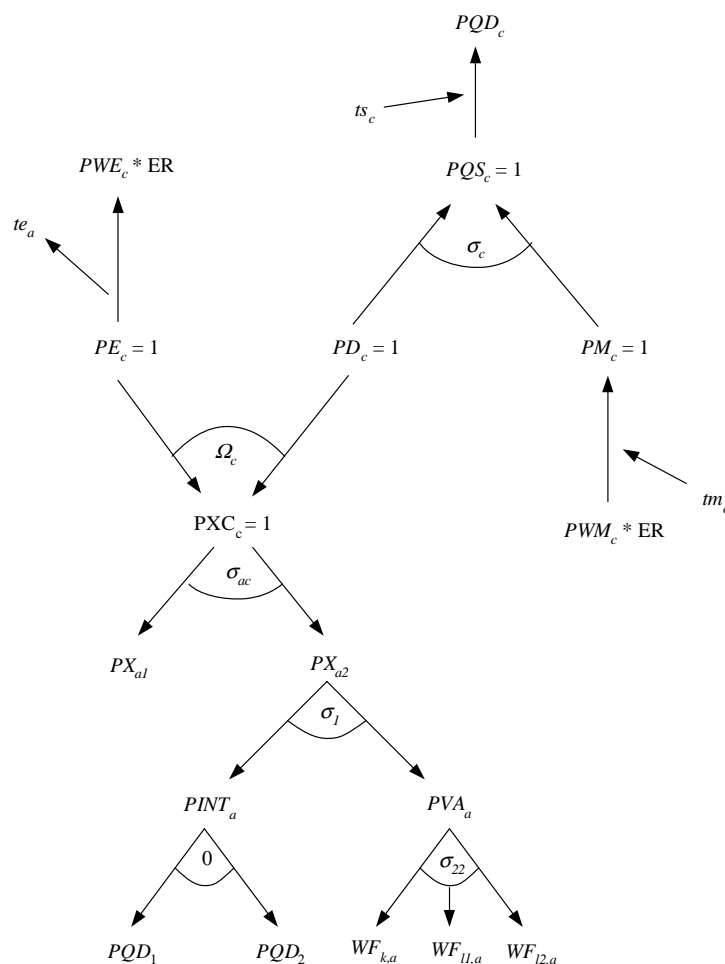 PQD_c
ts_c
PWE_c * ER
PQS_c = 1
te_a
σ_c
PE_c = 1
PD_c = 1
PM_c = 1
Ω_c
PXC_c = 1
tm
PWM_c * ER
σ_ac
PX_a1
PX_a2
σ_1
PINT_a
PVA_a
0
σ_22
PQD_1
PQD_2
WF_k,a
WF_l1,a
WF_l2,a